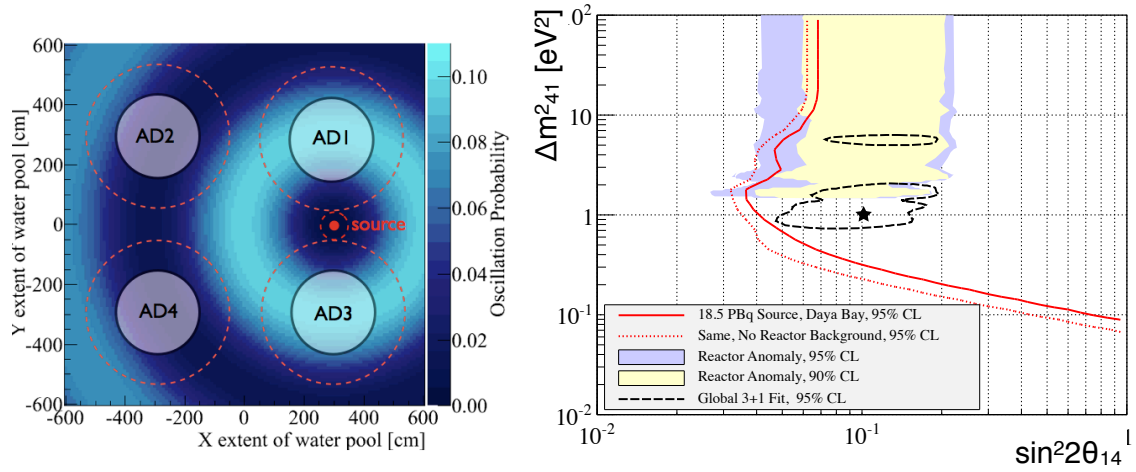 600
400
200
0
-200
-400
-600
Y extent of water pool [cm]
AD2
AD1
source
AD4
AD3
-600 -400 -200 0 200 400 600
X extent of water pool [cm]
0.10
0.08
0.06
0.04
0.02
0.00
Oscillation Probability
Δm²₄₁ [eV²]
10
1
10⁻¹
10⁻²
18.5 PBq Source, Daya Bay, 95% CL
Same, No Reactor Background, 95% CL
Reactor Anomaly, 95% CL
Reactor Anomaly, 90% CL
Global 3+1 Fit, 95% CL
10⁻² 10⁻¹ 1
sin²2θ₁₄